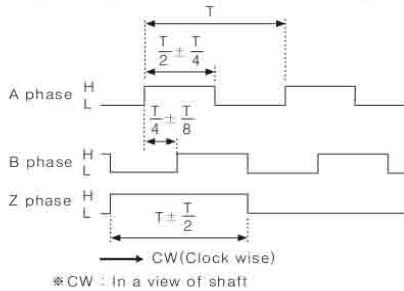 T
T/2 ± T/4
A phase H
L
T/4 ± T/8
B phase H
L
Z phase H
L
T ± T/2
CW(Clock wise)
※CW : In a view of shaft